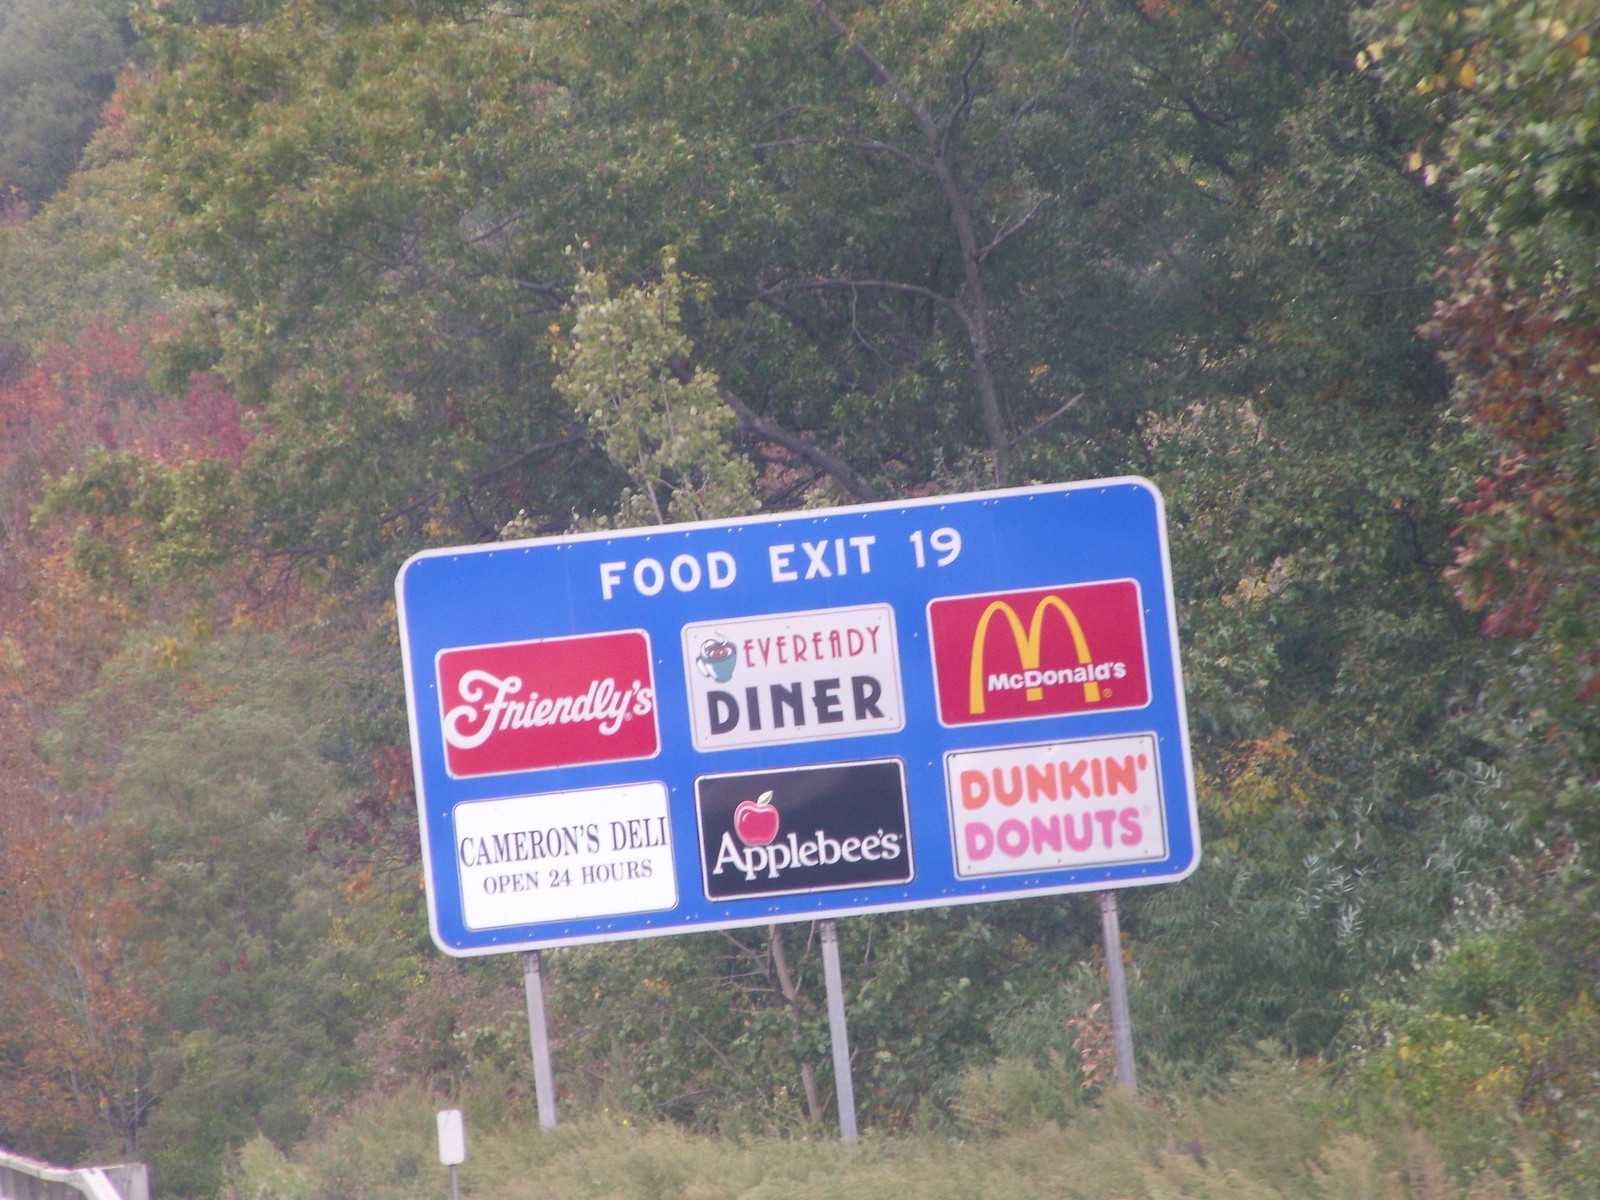 FOOD EXIT 19
Friendly's
EVEREADY
DINER
McDonald's
CAMERON'S DELI
OPEN 24 HOURS
Applebee's
DUNKIN'
DONUTS